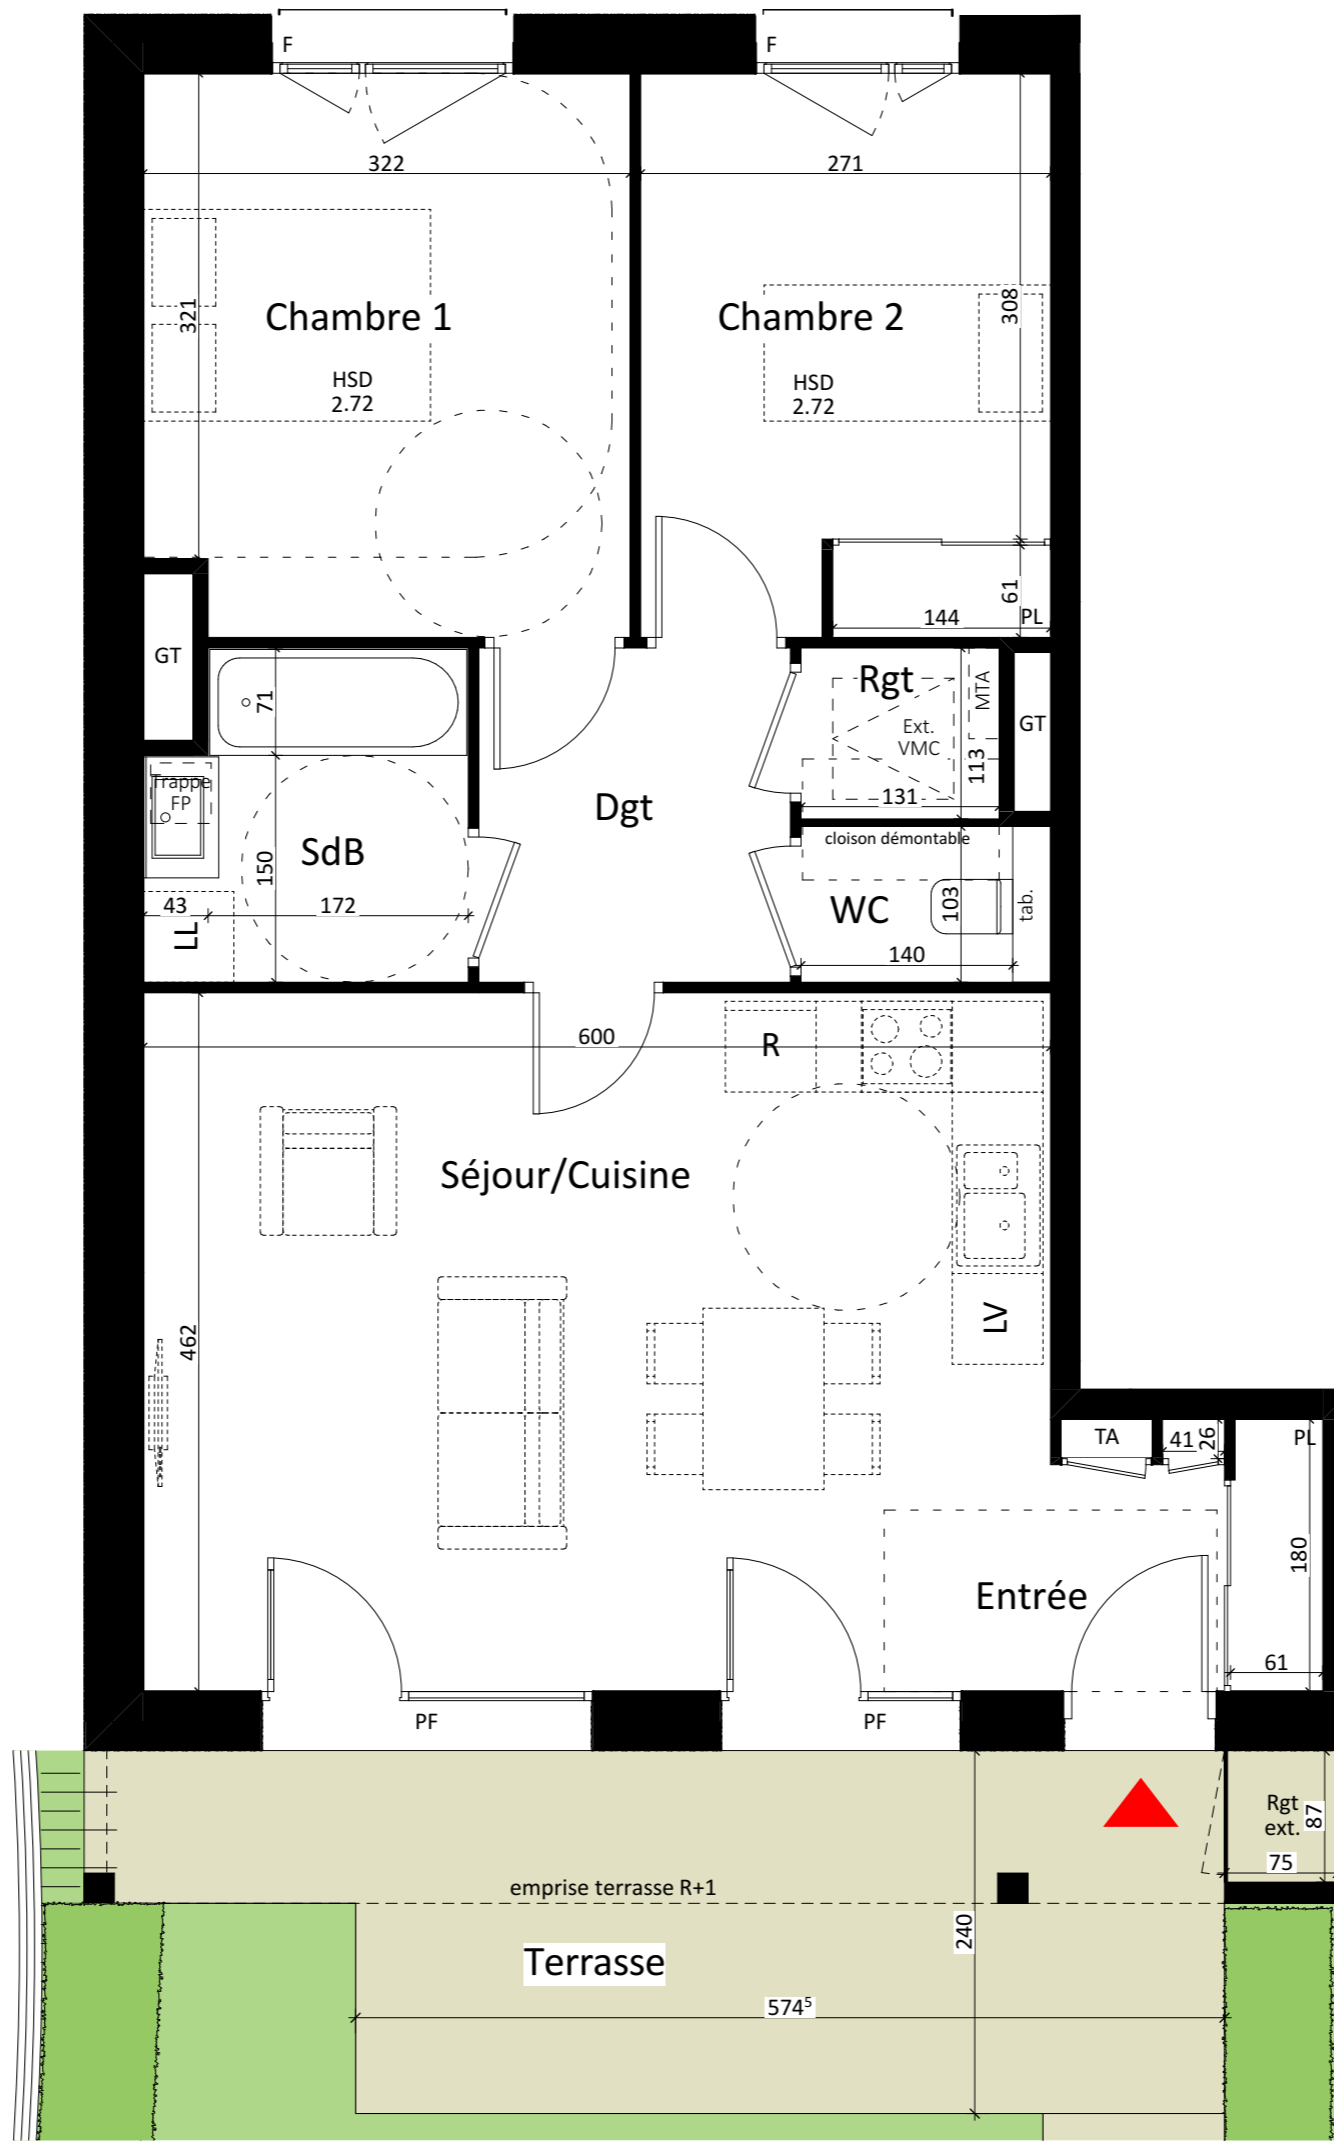 F
F
322
271
321
308
Chambre 1
Chambre 2
HSD
2.72
HSD
2.72
61
144
PL
GT
71
Rgt
MTA
Ext.
VMC
GT
113
131
Trappe
FP
Dgt
SdB
150
cloison démontable
43
172
LL
WC
103
tab.
140
600
R
Séjour/Cuisine
462
LV
TA
41
26
PL
180
Entrée
61
PF
PF
Rgt
ext.
87
75
emprise terrasse R+1
240
Terrasse
574⁵